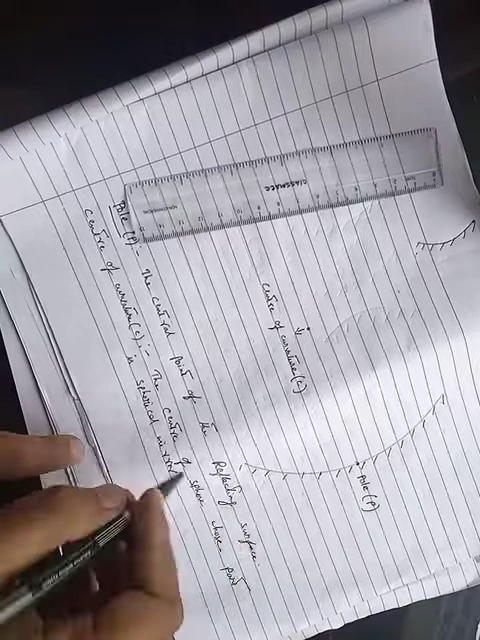 Pole (P)
centre of curvature (C)
classmate
Pole (P) :- The central point of the Reflecting surface.
centre of curvature (C) :- The centre of sphere whose part
is spherical mirror